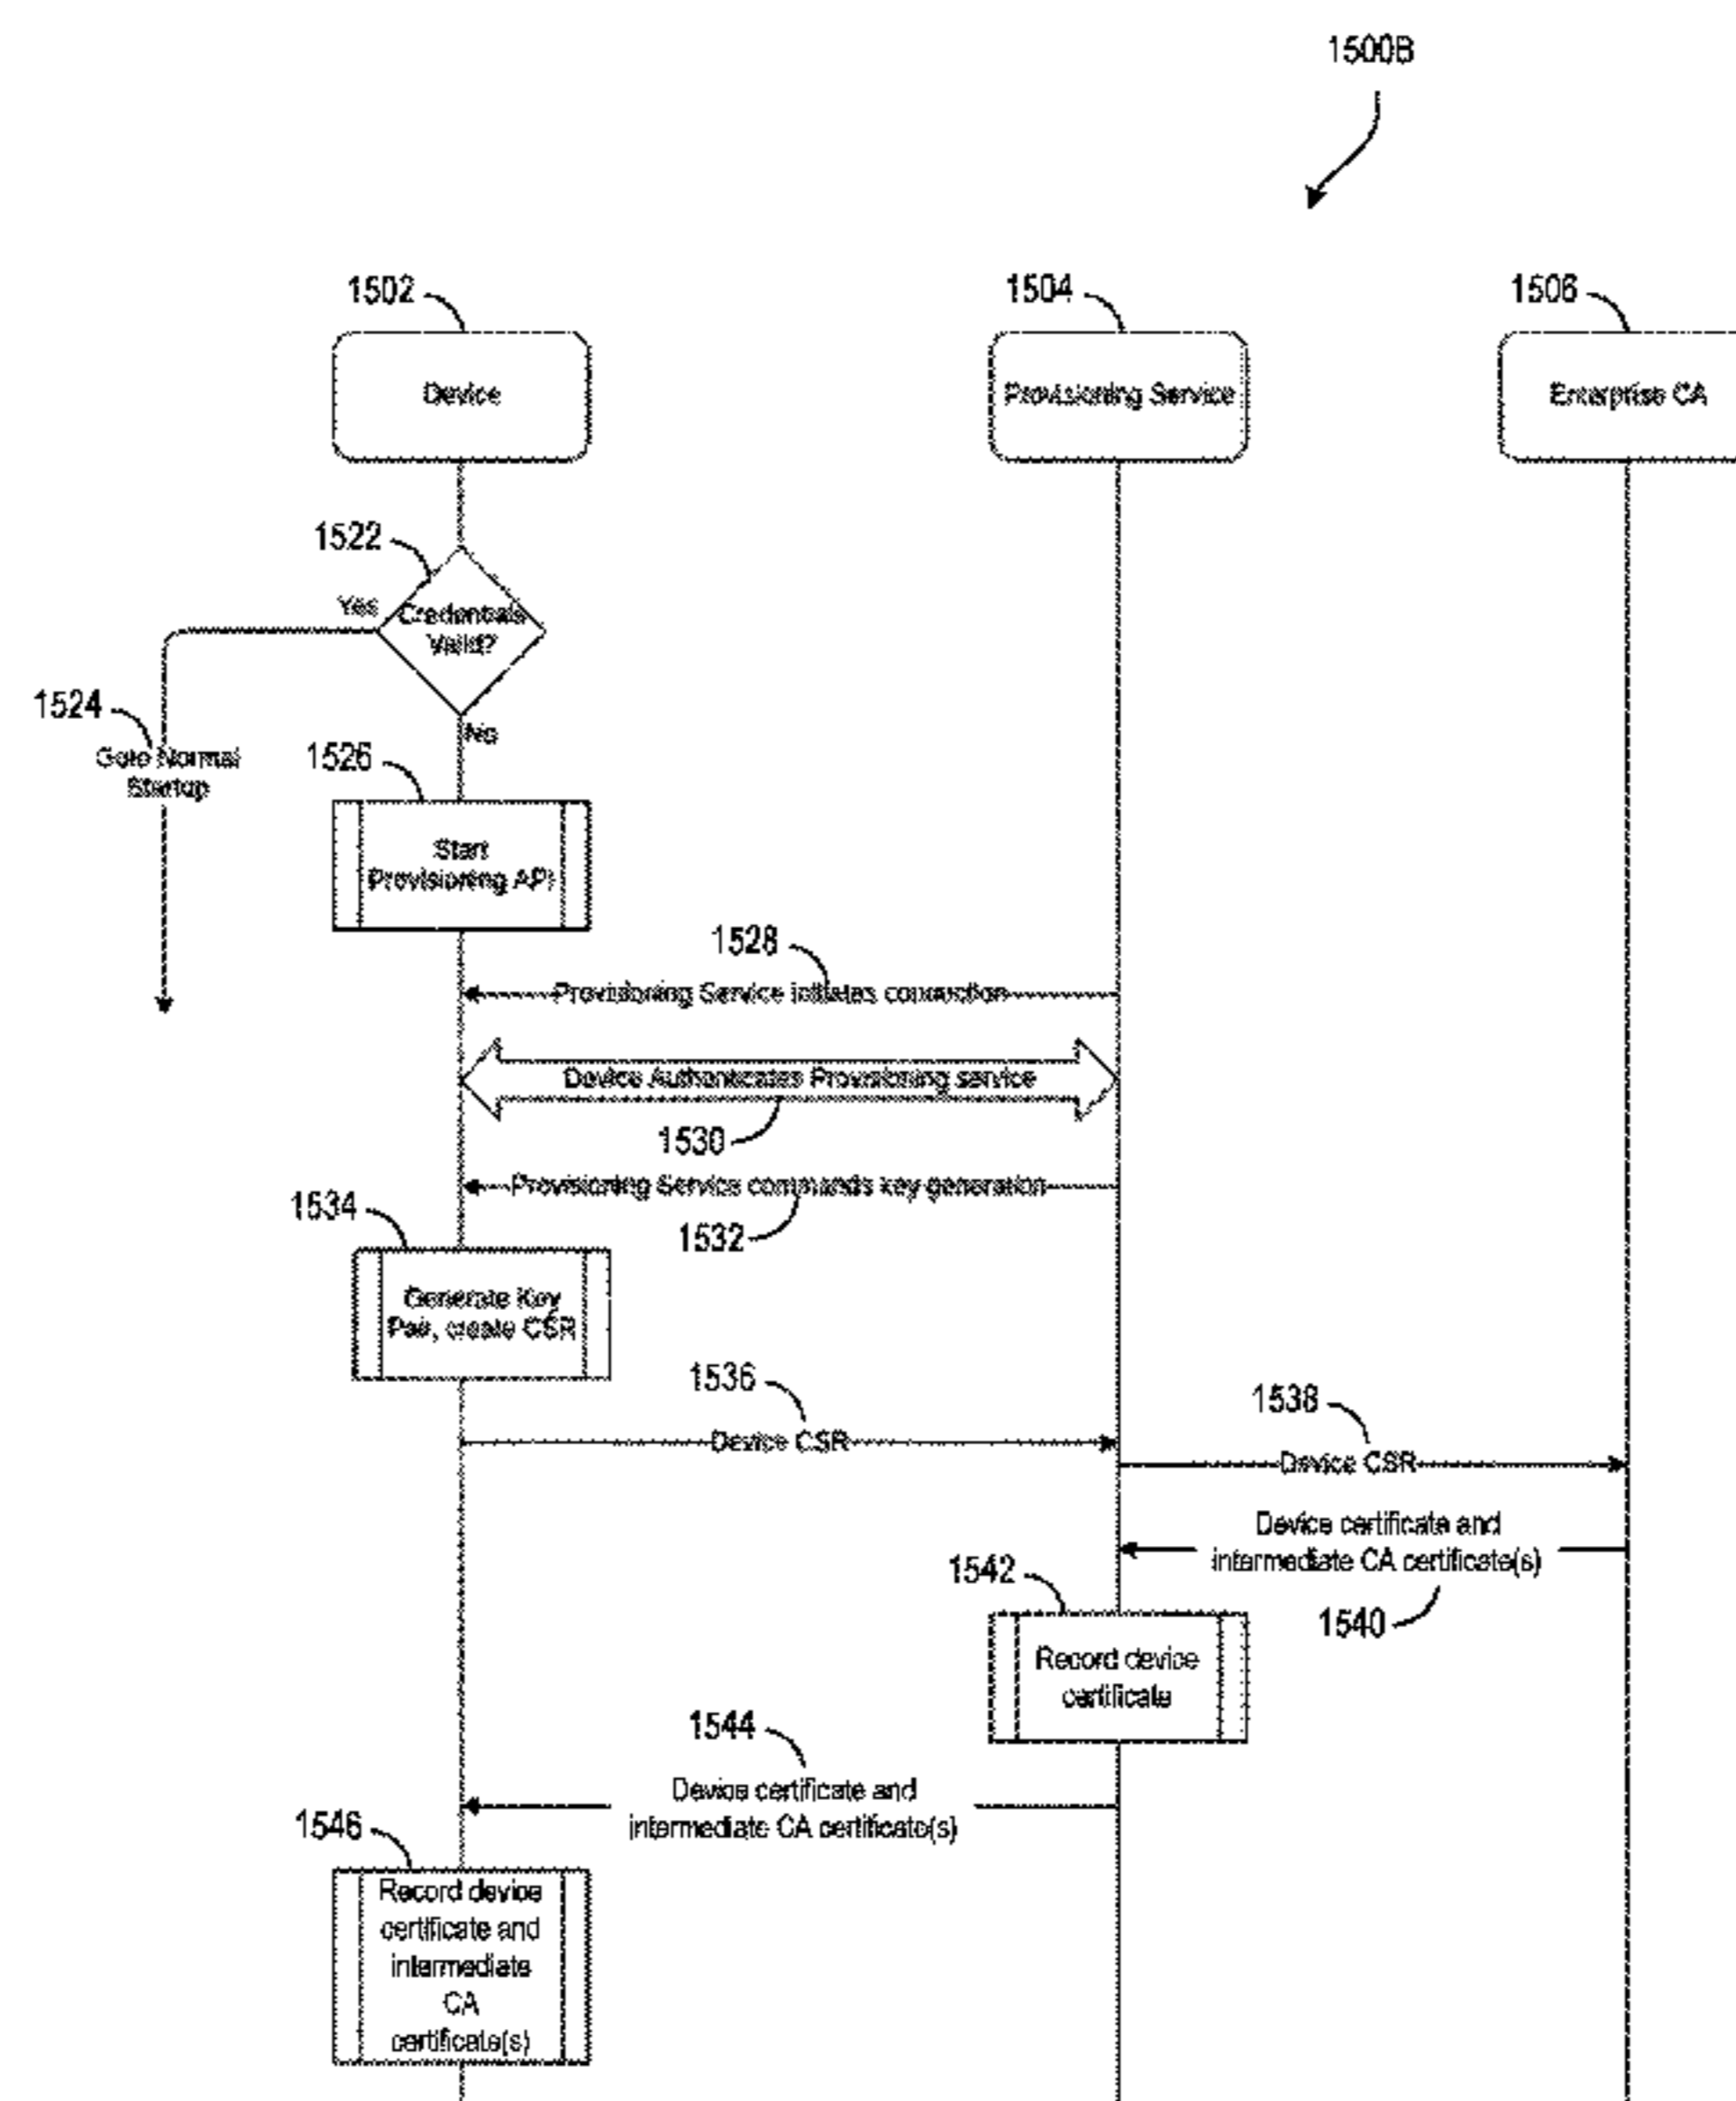 1500B
1502
1504
1506
Device
Provisioning Service
Enterprise CA
1522
Yes
Credentials
Valid?
1524
No
Goto Normal
Startup
1526
Start
Provisioning API
1528
Provisioning Service initiates connection
Device Authenticates Provisioning service
1530
Provisioning Service commands key generation
1532
1534
Generate Key
Pair, create CSR
1536
Device CSR
1538
Device CSR
Device certificate and
intermediate CA certificate(s)
1540
1542
Record device
certificate
1544
Device certificate and
intermediate CA certificate(s)
1546
Record device
certificate and
intermediate
CA
certificate(s)